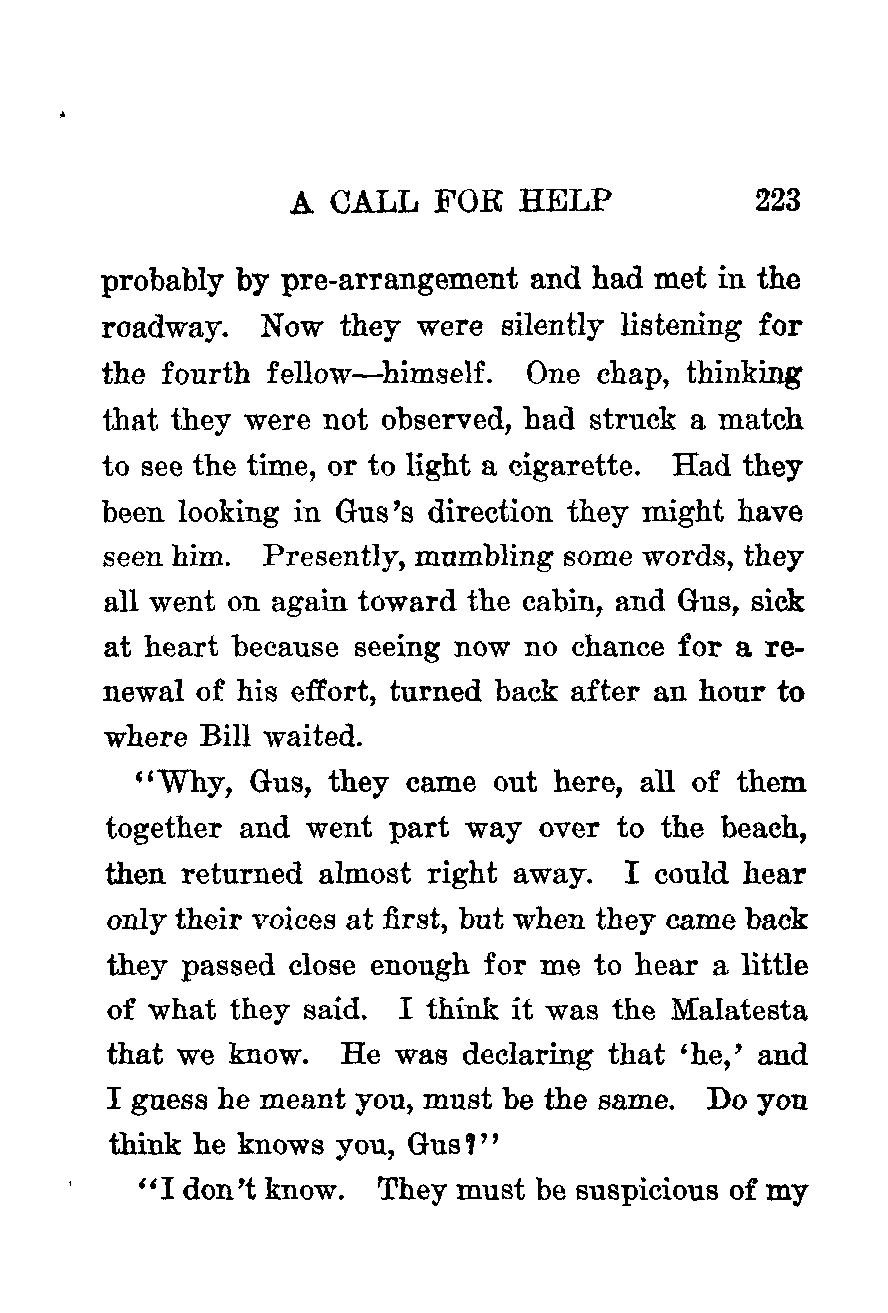 A CALL FOR HELP 223
probably by pre-arrangement and had met in the
roadway. Now they were silently listening for
the fourth fellow—himself. One chap, thinking
that they were not observed, had struck a match
to see the time, or to light a cigarette. Had they
been looking in Gus's direction they might have
seen him. Presently, mumbling some words, they
all went on again toward the cabin, and Gus, sick
at heart because seeing now no chance for a re-
newal of his effort, turned back after an hour to
where Bill waited.
"Why, Gus, they came out here, all of them
together and went part way over to the beach,
then returned almost right away. I could hear
only their voices at first, but when they came back
they passed close enough for me to hear a little
of what they said. I think it was the Malatesta
that we know. He was declaring that 'he,' and
I guess he meant you, must be the same. Do you
think he knows you, Gus?"
"I don't know. They must be suspicious of my